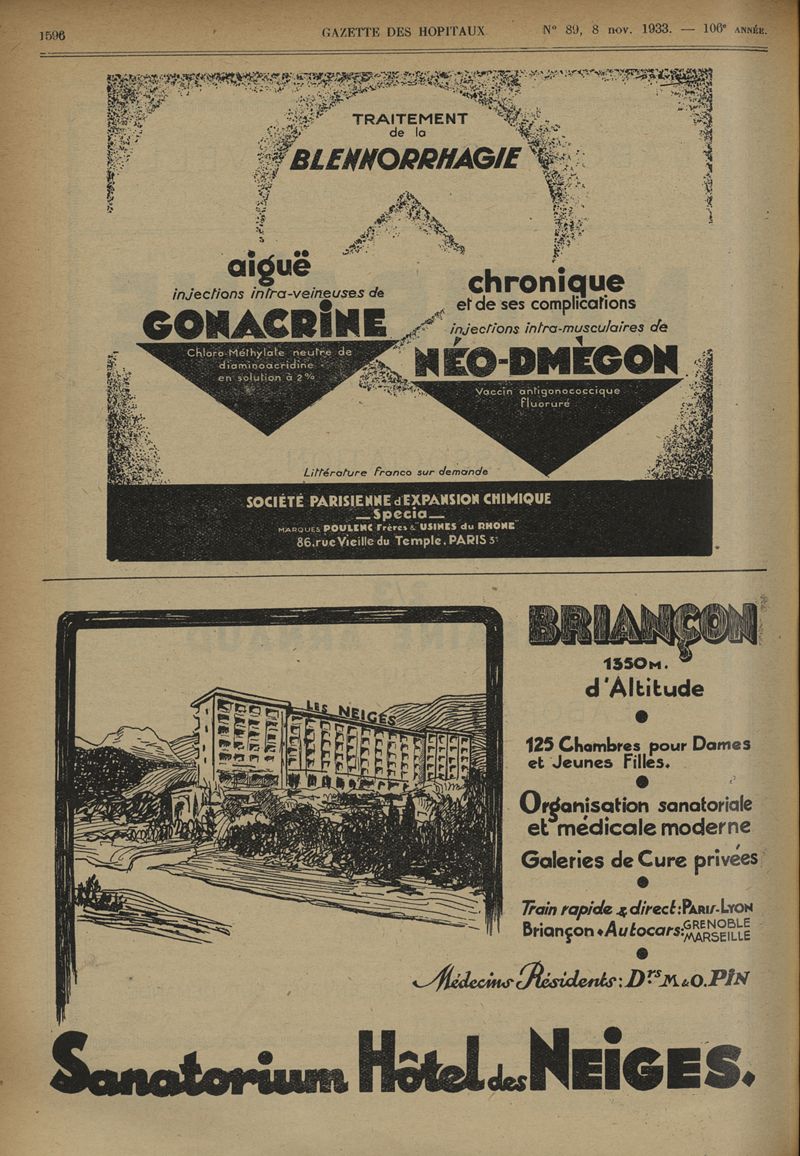 1596
GAZETTE DES HOPITAUX
N° 89, 8 nov. 1933. — 106e ANNÉE.
TRAITEMENT
de la
BLENNORRHAGIE
aiguë
injections intra-veineuses de
GONACRINE
Chloro-Méthylate neutre de
diaminoacridine
en solution à 2%
chronique
et de ses complications
injections intra-musculaires de
NÉO-DMÉGON
Vaccin antigonococcique
fluoruré
Littérature franco sur demande
SOCIÉTÉ PARISIENNE d'EXPANSION CHIMIQUE
_Specia_
MARQUES POULENC Frères & USINES du RHONE
86, rue Vieille du Temple. PARIS 3e
LES NEIGES
BRIANÇON
1350 M.
d'Altitude
125 Chambres pour Dames
et Jeunes Filles.
Organisation sanatoriale
et médicale moderne
Galeries de Cure privées
Train rapide & direct: PARIS-LYON
Briançon • Autocars: GRENOBLE
MARSEILLE
Médecins Résidents: Drs M. & O. PIN
Sanatorium Hôtel des NEIGES.